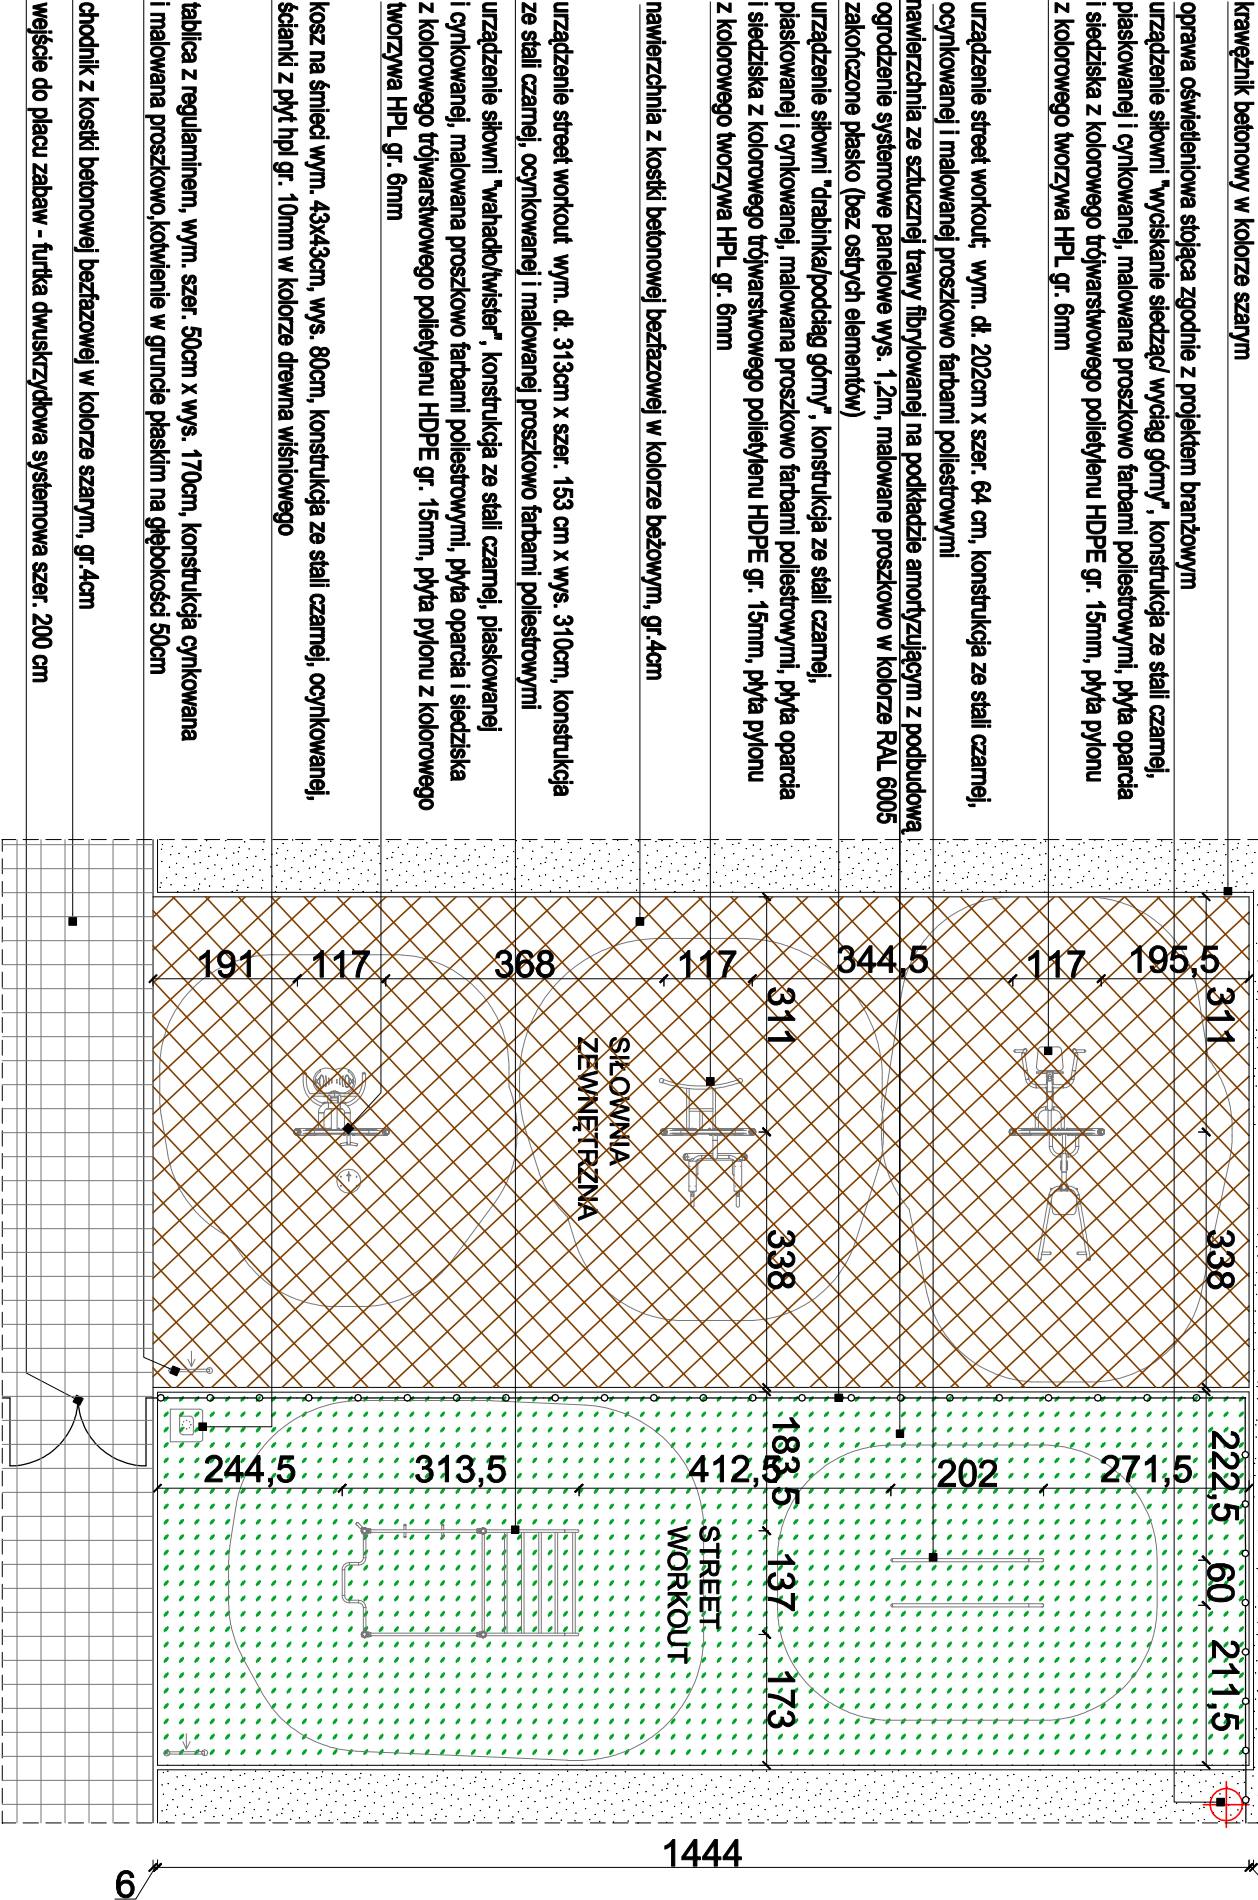 krawężnik betonowy w kolorze szarym
oprawa oświetleniowa stojąca zgodnie z projektem branżowym
urządzenie siłowni "wyciskanie siedząc/ wyciąg górny", konstrukcja ze stali czarnej,
piaskowanej i cynkowanej, malowana proszkowo farbami poliestrowymi, płyta oparcia
i siedziska z kolorowego trójwarstwowego polietylenu HDPE gr. 15mm, płyta pylonu
z kolorowego tworzywa HPL gr. 6mm
urządzenie street workout; wym. dł. 202cm x szer. 64 cm, konstrukcja ze stali czarnej,
ocynkowanej i malowanej proszkowo farbami poliestrowymi
nawierzchnia ze sztucznej trawy fibrylowanej na podkładzie amortyzującym z podbudową
ogrodzenie systemowe panelowe wys. 1,2m, malowane proszkowo w kolorze RAL 6005
zakończone płasko (bez ostrych elementów)
urządzenie siłowni "drabinka/podciąg górny", konstrukcja ze stali czarnej,
piaskowanej i cynkowanej, malowana proszkowo farbami poliestrowymi, płyta oparcia
i siedziska z kolorowego trójwarstwowego polietylenu HDPE gr. 15mm, płyta pylonu
z kolorowego tworzywa HPL gr. 6mm
nawierzchnia z kostki betonowej bezfazowej w kolorze beżowym, gr.4cm
urządzenie street workout wym. dł. 313cm x szer. 153 cm x wys. 310cm, konstrukcja
ze stali czarnej, ocynkowanej i malowanej proszkowo farbami poliestrowymi
urządzenie siłowni "wahadło/twister", konstrukcja ze stali czarnej, piaskowanej
i cynkowanej, malowana proszkowo farbami poliestrowymi, płyta oparcia i siedziska
z kolorowego trójwarstwowego polietylenu HDPE gr. 15mm, płyta pylonu z kolorowego
tworzywa HPL gr. 6mm
kosz na śmieci wym. 43x43cm, wys. 80cm, konstrukcja ze stali czarnej, ocynkowanej,
ścianki z płyt hpl gr. 10mm w kolorze drewna wiśniowego
tablica z regulaminem, wym. szer. 50cm x wys. 170cm, konstrukcja cynkowana
i malowana proszkowo,kotwienie w gruncie płaskim na głębokości 50cm
chodnik z kostki betonowej bezfazowej w kolorze szarym, gr.4cm
wejście do placu zabaw - furtka dwuskrzydłowa systemowa szer. 200 cm
191
117
368
117
344,5
117
195,5
311
338
311
338
SIŁOWNIA
ZEWNĘTRZNA
244,5
313,5
412,5
202
271,5
183,5
137
173
222,5
60
211,5
STREET
WORKOUT
1444
6